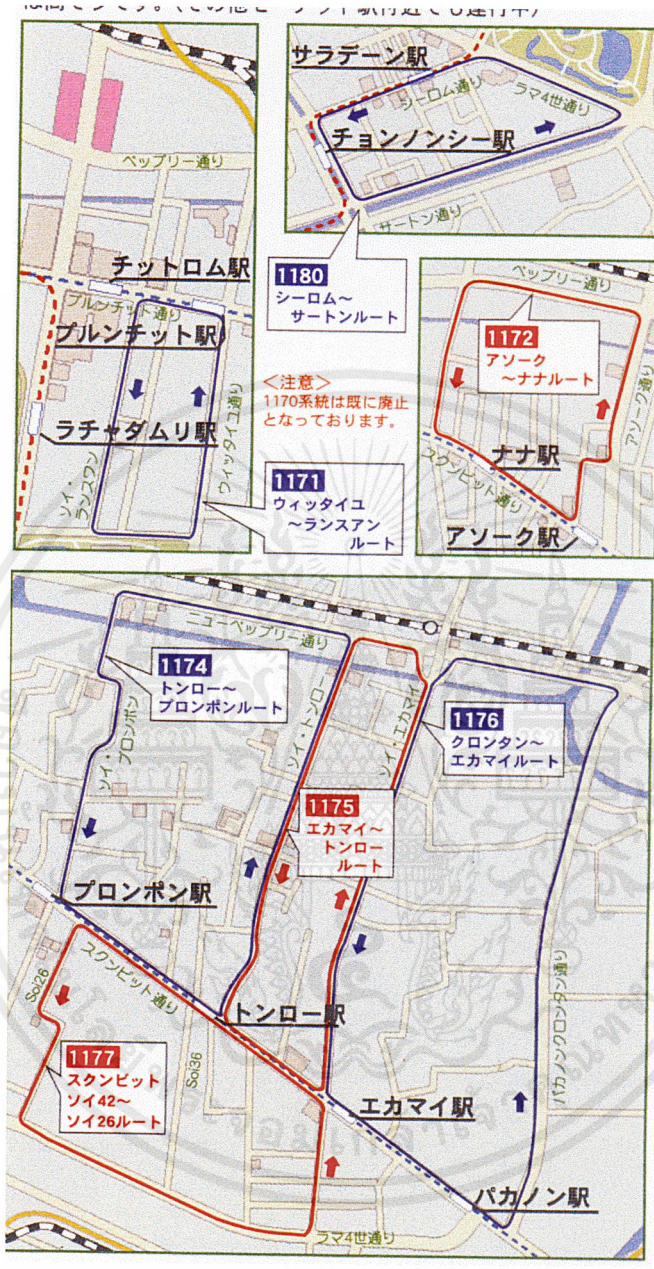 サラデーン駅
シーロム通り
ラマ4世通り
チョンノンシー駅
サートン通り
1180
シーロム～
サートンルート
ペップリー通り
チットロム駅
プルンチット通り
プルンチット駅
ラチャダムリ駅
ソイ・
ランスワン
ウィッタイユ通り
＜注意＞
1170系統は既に廃止
となっております。
1171
ウィッタイユ
～ランスアン
ルート
ペップリー通り
1172
アソーク
～ナナルート
アソーク通り
ナナ駅
スクンビット通り
アソーク駅
ニューペップリー通り
1174
トンロー～
プロンポンルート
ソイ・プロンポン
ソイ・トンロー
ソイ・エカマイ
1176
クロンタン～
エカマイルート
1175
エカマイ～
トンロー
ルート
プロンポン駅
スクンビット通り
Soi26
トンロー駅
Soi36
パカノンクロンタン通り
1177
スクンビット
ソイ42～
ソイ26ルート
エカマイ駅
パカノン駅
ラマ4世通り